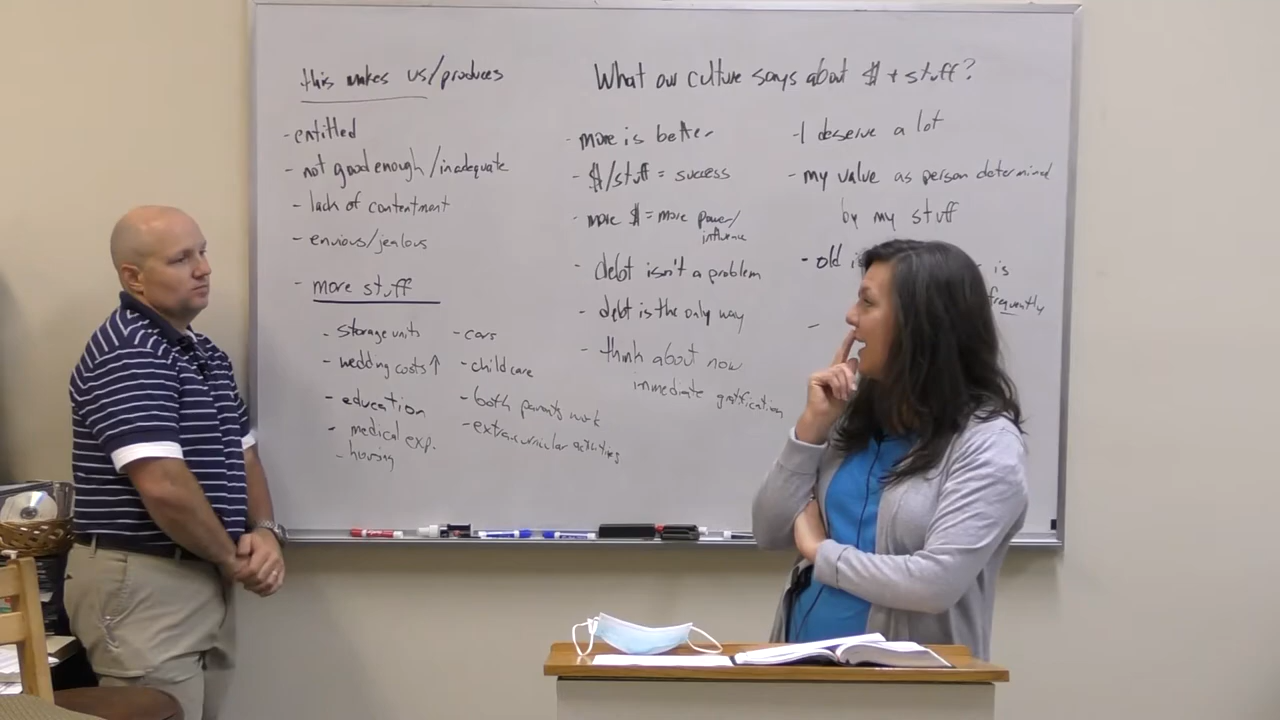 this makes us/produces
- entitled
- not good enough/inadequate
- lack of contentment
- envious/jealous
- more stuff
- storage units
- wedding costs ↑
- education
- medical exp.
- housing
- cars
- childcare
- both parents work
- extracurricular activities
What our culture says about $ + stuff?
- more is better
- $/stuff = success
- more $ = more power/
influence
- debt isn't a problem
- debt is the only way
- think about now
immediate gratification
- I deserve a lot
- my value as person determined
by my stuff
- old is
is
frequently
-